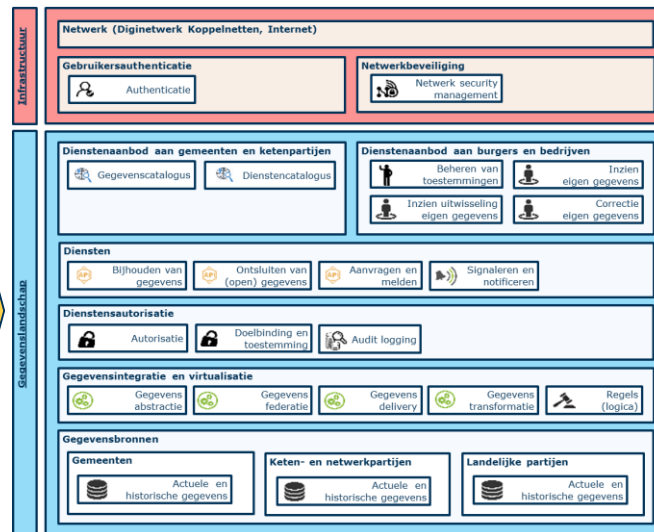 Infrastructuur
Netwerk (Diginetwerk Koppelnetten, Internet)
Gebruikersauthenticatie
Authenticatie
Netwerkbeveiliging
Netwerk security
management
Gegevenslandschap
Dienstenaanbod aan gemeenten en ketenpartijen
Gegevenscatalogus
Dienstencatalogus
Dienstenaanbod aan burgers en bedrijven
Beheren van
toestemmingen
Inzien
eigen gegevens
Inzien uitwisseling
eigen gegevens
Correctie
eigen gegevens
Diensten
API
Bijhouden van
gegevens
API
Ontsluiten van
(open) gegevens
API
Aanvragen en
melden
Signaleren en
notificeren
Dienstensautorisatie
Autorisatie
Doelbinding en
toestemming
Audit logging
Gegevensintegratie en virtualisatie
Gegevens
abstractie
Gegevens
federatie
Gegevens
delivery
Gegevens
transformatie
Regels
(logica)
Gegevensbronnen
Gemeenten
Actuele en
historische gegevens
Keten- en netwerkpartijen
Actuele en
historische gegevens
Landelijke partijen
Actuele en
historische gegevens